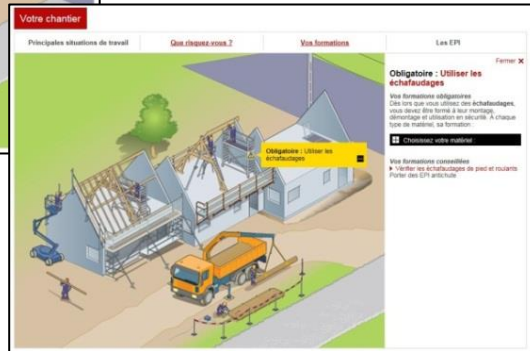 Votre chantier
Principales situations de travail
Que risquez-vous ?
Vos formations
Les EPI
Obligatoire : Utiliser les
échafaudages
Fermer X
Obligatoire : Utiliser les
échafaudages
Vos formations obligatoires
Dès lors que vous utilisez des échafaudages,
vous devez être formé à leur montage,
démontage et utilisation en sécurité. A chaque
type de matériel, sa formation :
Choisissez votre matériel
Vos formations conseillées
Vérifier les échafaudages de pied et roulants
Porter des EPI antichute.